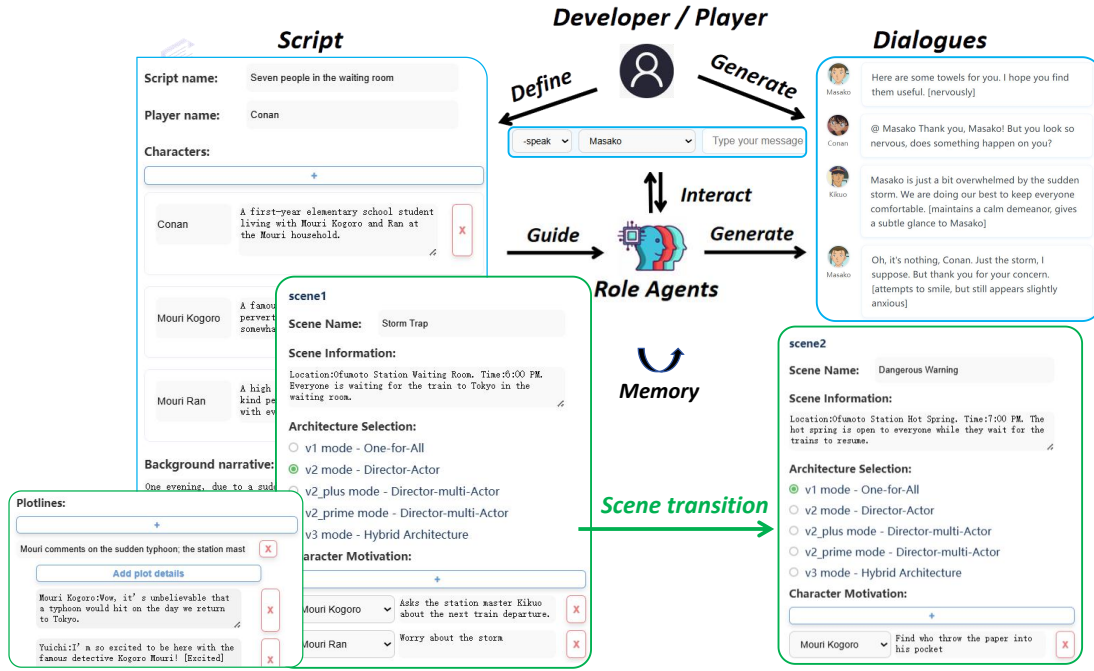 Developer / Player
Script
Dialogues
Define
Generate
Script name:
Seven people in the waiting room
Player name:
Conan
Characters:
+
Conan
A first-year elementary school student
living with Mouri Kogoro and Ran at
the Mouri household.
X
Mouri Kogoro
A famou
pervert
somewha
Mouri Ran
A high
kind pe
with ev
Background narrative:
One evening, due to a sudd
-speak
Masako
Type your message
Interact
Guide
Generate
Role Agents
Memory
Masako
Here are some towels for you. I hope you find
them useful. [nervously]
Conan
@ Masako Thank you, Masako! But you look so
nervous, does something happen on you?
Kikuo
Masako is just a bit overwhelmed by the sudden
storm. We are doing our best to keep everyone
comfortable. [maintains a calm demeanor, gives
a subtle glance to Masako]
Masako
Oh, it's nothing, Conan. Just the storm, I
suppose. But thank you for your concern.
[attempts to smile, but still appears slightly
anxious]
scene1
Scene Name:
Storm Trap
Scene Information:
Location:Ofumoto Station Waiting Room. Time:6:00 PM.
Everyone is waiting for the train to Tokyo in the
waiting room.
Architecture Selection:
v1 mode - One-for-All
v2 mode - Director-Actor
v2_plus mode - Director-multi-Actor
v2_prime mode - Director-multi-Actor
v3 mode - Hybrid Architecture
aracter Motivation:
+
Mouri Kogoro
Asks the station master Kikuo
about the next train departure.
X
Mouri Ran
Worry about the storm
X
Plotlines:
+
Mouri comments on the sudden typhoon; the station mast
X
Add plot details
Mouri Kogoro:Wow, it's unbelievable that
a typhoon would hit on the day we return
to Tokyo.
X
Yuichi:I'm so excited to be here with the
famous detective Kogoro Mouri! [Excited]
X
Scene transition
scene2
Scene Name:
Dangerous Warning
Scene Information:
Location:Ofumoto Station Hot Spring. Time:7:00 PM. The
hot spring is open to everyone while they wait for the
trains to resume.
Architecture Selection:
v1 mode - One-for-All
v2 mode - Director-Actor
v2_plus mode - Director-multi-Actor
v2_prime mode - Director-multi-Actor
v3 mode - Hybrid Architecture
Character Motivation:
+
Mouri Kogoro
Find who throw the paper into
his pocket
X